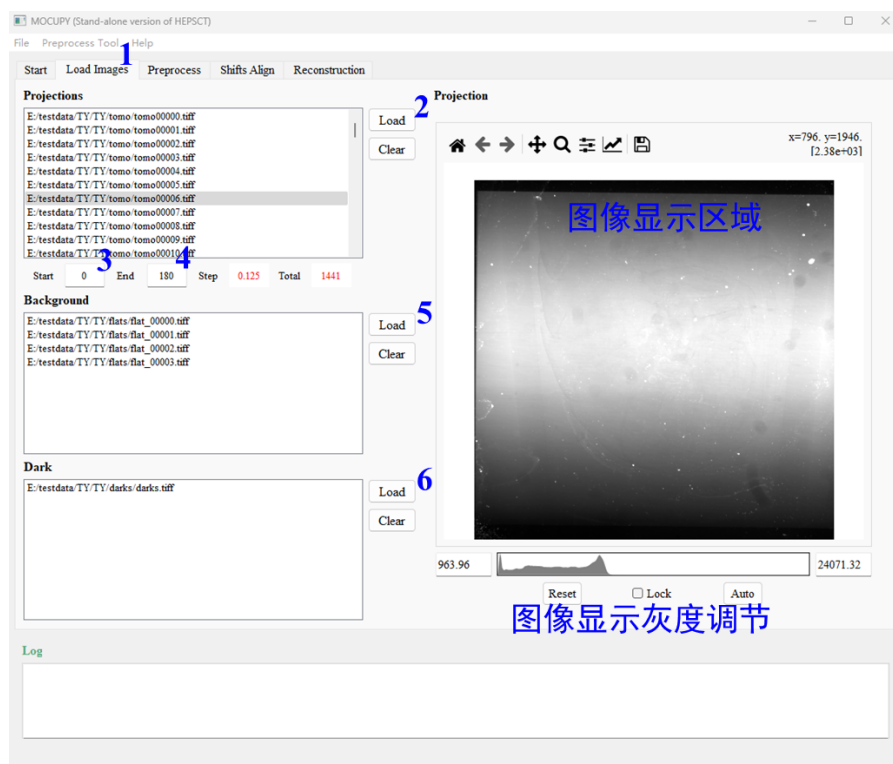 MOCUPY (Stand-alone version of HEPSCT)
File Preprocess Tool Help
1
Start Load Images Preprocess Shifts Align Reconstruction
Projections
E:/testdata/TY/TY/tomo/tomo00000.tiff
E:/testdata/TY/TY/tomo/tomo00001.tiff
E:/testdata/TY/TY/tomo/tomo00002.tiff
E:/testdata/TY/TY/tomo/tomo00003.tiff
E:/testdata/TY/TY/tomo/tomo00004.tiff
E:/testdata/TY/TY/tomo/tomo00005.tiff
E:/testdata/TY/TY/tomo/tomo00006.tiff
E:/testdata/TY/TY/tomo/tomo00007.tiff
E:/testdata/TY/TY/tomo/tomo00008.tiff
E:/testdata/TY/TY/tomo/tomo00009.tiff
E:/testdata/TY/TY/tomo/tomo00010.tiff
Load 2
Clear
3 4
Start 0 End 180 Step 0.125 Total 1441
Background
E:/testdata/TY/TY/flats/flat_00000.tiff
E:/testdata/TY/TY/flats/flat_00001.tiff
E:/testdata/TY/TY/flats/flat_00002.tiff
E:/testdata/TY/TY/flats/flat_00003.tiff
Load 5
Clear
Dark
E:/testdata/TY/TY/darks/darks.tiff
Load 6
Clear
Projection
x=796. y=1946.
[2.38e+03]
图像显示区域
963.96 24071.32
Reset Lock Auto
图像显示灰度调节
Log